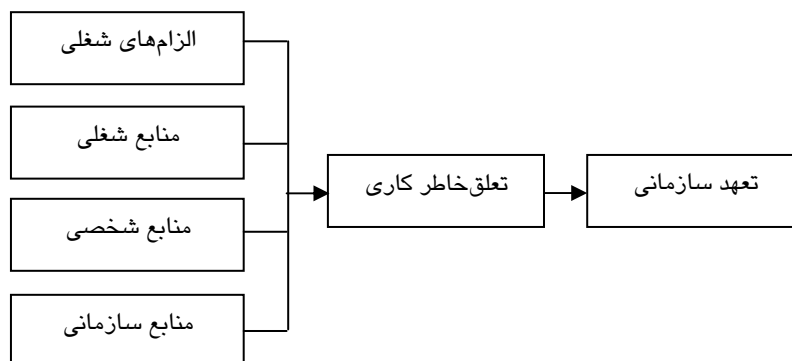 الزام‌های شغلی
منابع شغلی
تعلق‌خاطر کاری
تعهد سازمانی
منابع شخصی
منابع سازمانی